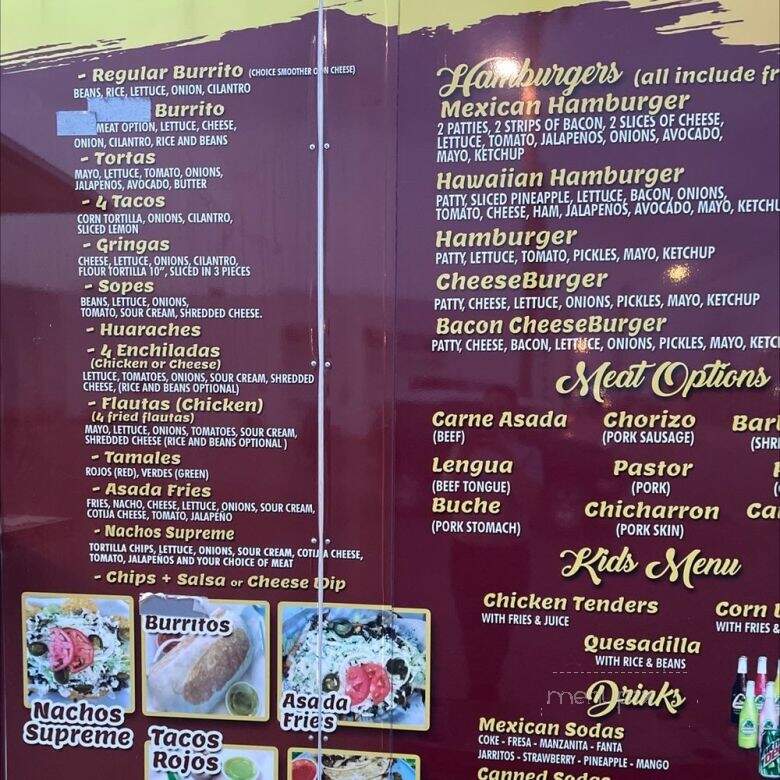 - Regular Burrito (CHOICE SMOOTHER CHEESE)
BEANS, RICE, LETTUCE, ONION, CILANTRO
Burrito
MEAT OPTION, LETTUCE, CHEESE,
ONION, CILANTRO, RICE AND BEANS
- Tortas
MAYO, LETTUCE, TOMATO, ONIONS,
JALAPEÑOS, AVOCADO, BUTTER
- 4 Tacos
CORN TORTILLA, ONIONS, CILANTRO,
SLICED LEMON
- Gringas
CHEESE, LETTUCE, ONIONS, CILANTRO,
FLOUR TORTILLA 10", SLICED IN 3 PIECES
- Sopes
BEANS, LETTUCE, ONIONS,
TOMATO, SOUR CREAM, SHREDDED CHEESE.
- Huaraches
- 4 Enchiladas
(Chicken or Cheese)
LETTUCE, TOMATOES, ONIONS, SOUR CREAM, SHREDDED
CHEESE, (RICE AND BEANS OPTIONAL)
- Flautas (Chicken)
(4 fried flautas)
MAYO, LETTUCE, ONIONS, TOMATOES, SOUR CREAM,
SHREDDED CHEESE (RICE AND BEANS OPTIONAL )
- Tamales
ROJOS (RED), VERDES (GREEN)
- Asada Fries
FRIES, NACHO, CHEESE, LETTUCE, ONIONS, SOUR CREAM,
COTIJA CHEESE, TOMATO, JALAPEÑO
- Nachos Supreme
TORTILLA CHIPS, LETTUCE, ONIONS, SOUR CREAM, COTIJA CHEESE,
TOMATO, JALAPEÑOS AND YOUR CHOICE OF MEAT
- Chips + Salsa or Cheese Dip
Nachos
Supreme
Burritos
Asada
Fries
Tacos
Rojos
Hamburgers (all include
Mexican Hamburger
2 PATTIES, 2 STRIPS OF BACON, 2 SLICES OF CHEESE,
LETTUCE, TOMATO, JALAPEÑOS, ONIONS, AVOCADO,
MAYO, KETCHUP
Hawaiian Hamburger
PATTY, SLICED PINEAPPLE, LETTUCE, BACON, ONIONS,
TOMATO, CHEESE, HAM, JALAPEÑOS, AVOCADO, MAYO, KETCHU
Hamburger
PATTY, LETTUCE, TOMATO, PICKLES, MAYO, KETCHUP
CheeseBurger
PATTY, CHEESE, LETTUCE, ONIONS, PICKLES, MAYO, KETCHUP
Bacon CheeseBurger
PATTY, CHEESE, BACON, LETTUCE, ONIONS, PICKLES, MAYO, KETC
Meat Options
Carne Asada Chorizo
(BEEF) (PORK SAUSAGE)
Lengua Pastor
(BEEF TONGUE) (PORK)
Buche Chicharron
(PORK STOMACH) (PORK SKIN)
Kids Menu
Chicken Tenders Corn
WITH FRIES & JUICE WITH FRIES &
Quesadilla
WITH RICE & BEANS
Drinks
Mexican Sodas
COKE - FRESA - MANZANITA - FANTA
JARRITOS - STRAWBERRY - PINEAPPLE - MANGO
Canned Sodas